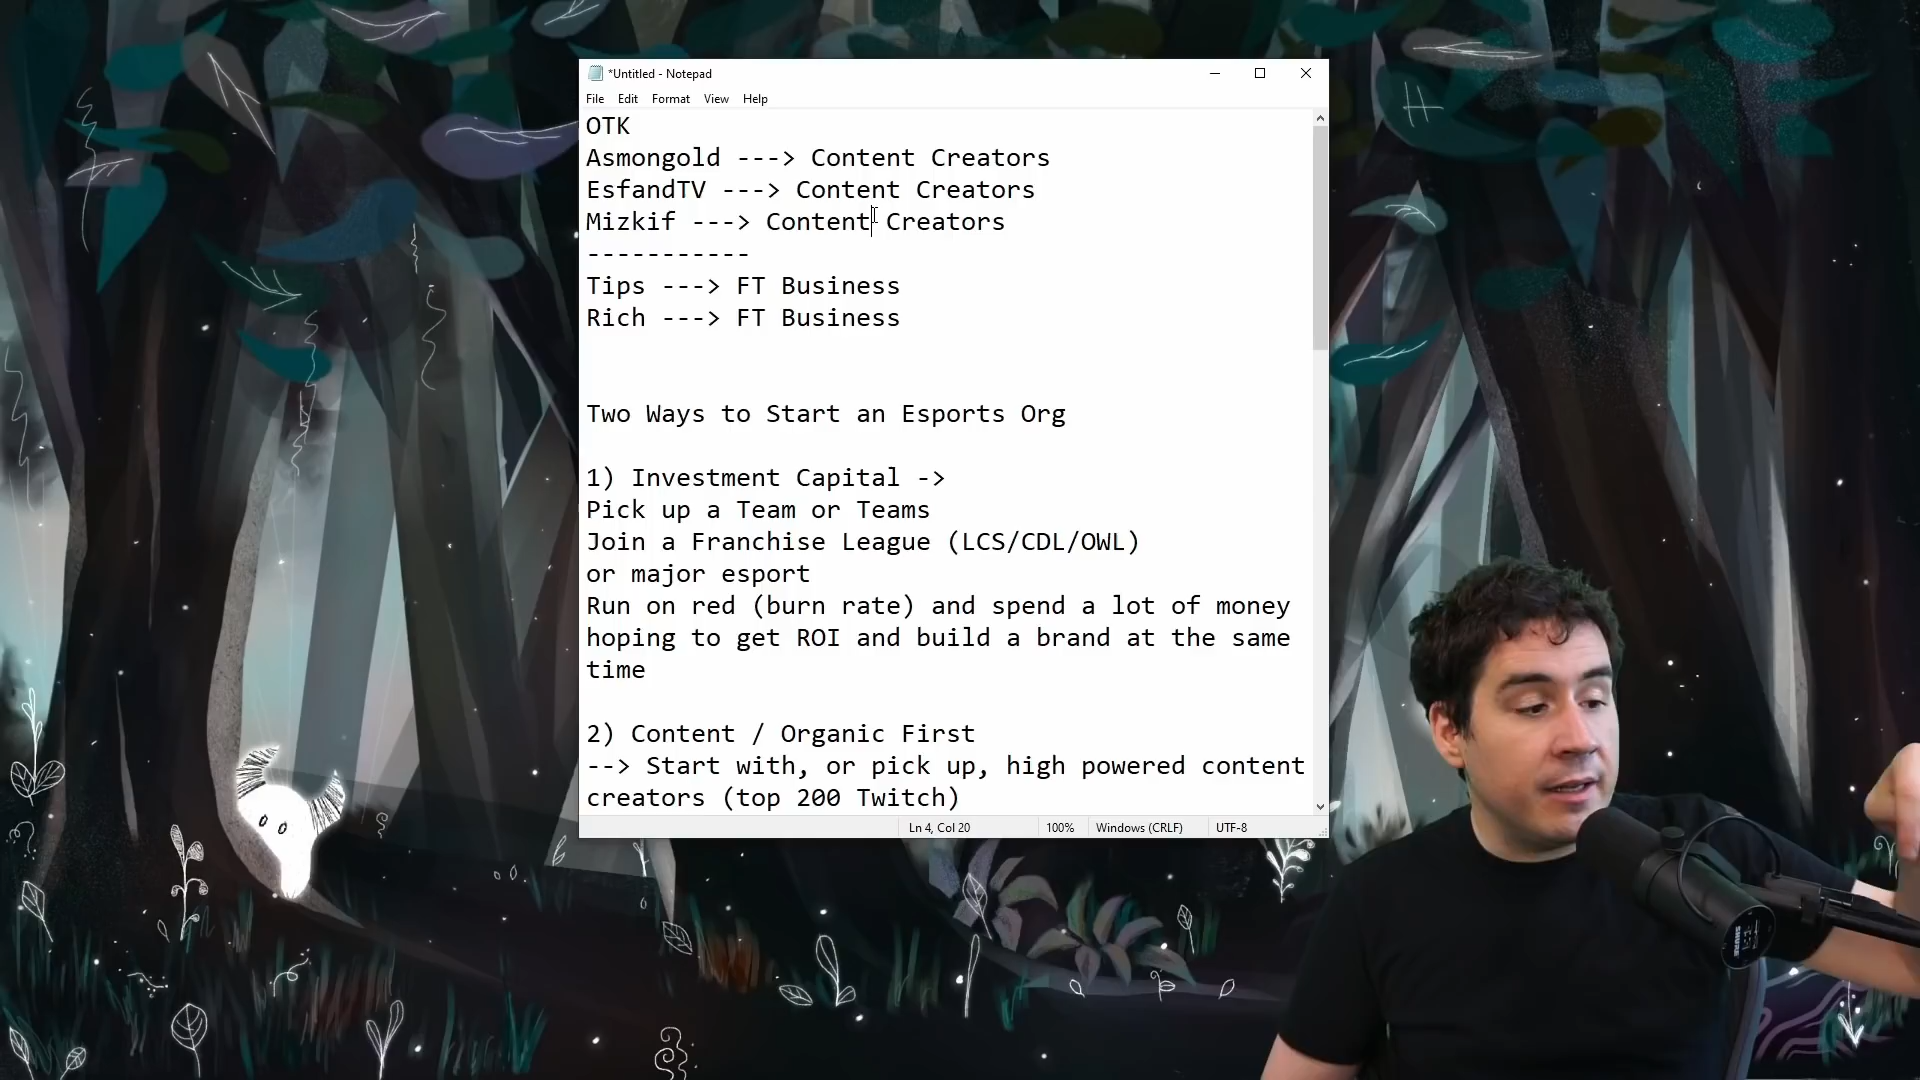 *Untitled - Notepad
File Edit Format View Help
OTK
Asmongold ---> Content Creators
EsfandTV ---> Content Creators
Mizkif ---> Content Creators
-----------
Tips ---> FT Business
Rich ---> FT Business
Two Ways to Start an Esports Org
1) Investment Capital ->
Pick up a Team or Teams
Join a Franchise League (LCS/CDL/OWL)
or major esport
Run on red (burn rate) and spend a lot of money
hoping to get ROI and build a brand at the same
time
2) Content / Organic First
--> Start with, or pick up, high powered content
creators (top 200 Twitch)
Ln 4, Col 20 100% Windows (CRLF) UTF-8
SHURE